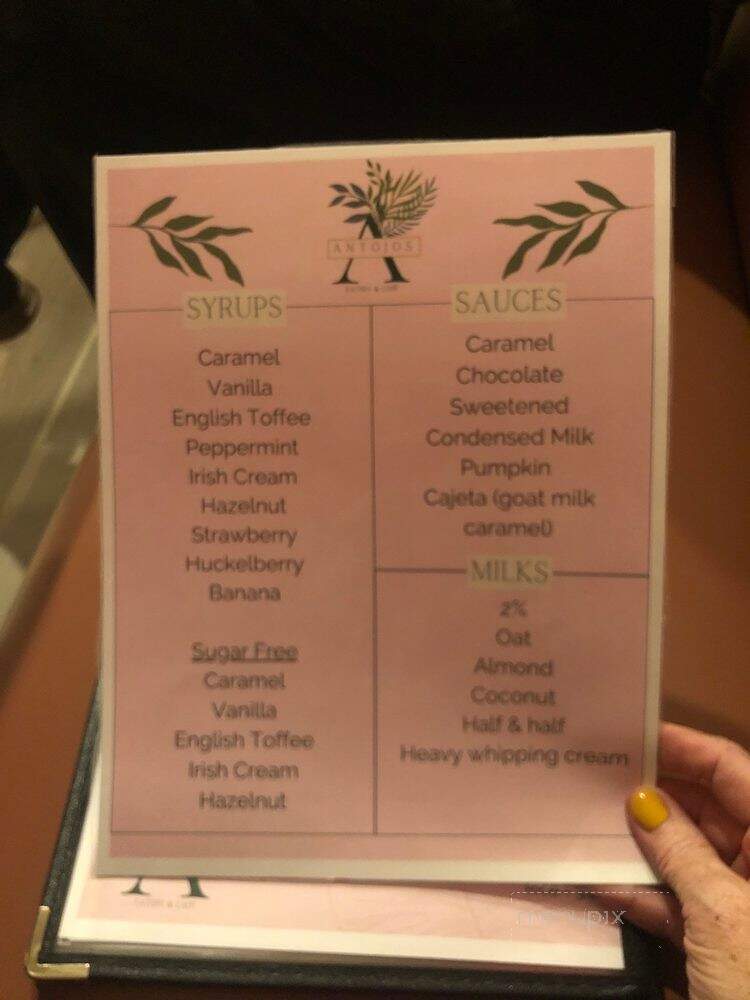 ANTOJOS
SYRUPS
Caramel
Vanilla
English Toffee
Peppermint
Irish Cream
Hazelnut
Strawberry
Huckelberry
Banana
Sugar Free
Caramel
Vanilla
English Toffee
Irish Cream
Hazelnut
SAUCES
Caramel
Chocolate
Sweetened
Condensed Milk
Pumpkin
Cajeta (goat milk
caramel)
MILKS
2%
Oat
Almond
Coconut
Half & half
Heavy whipping cream
A